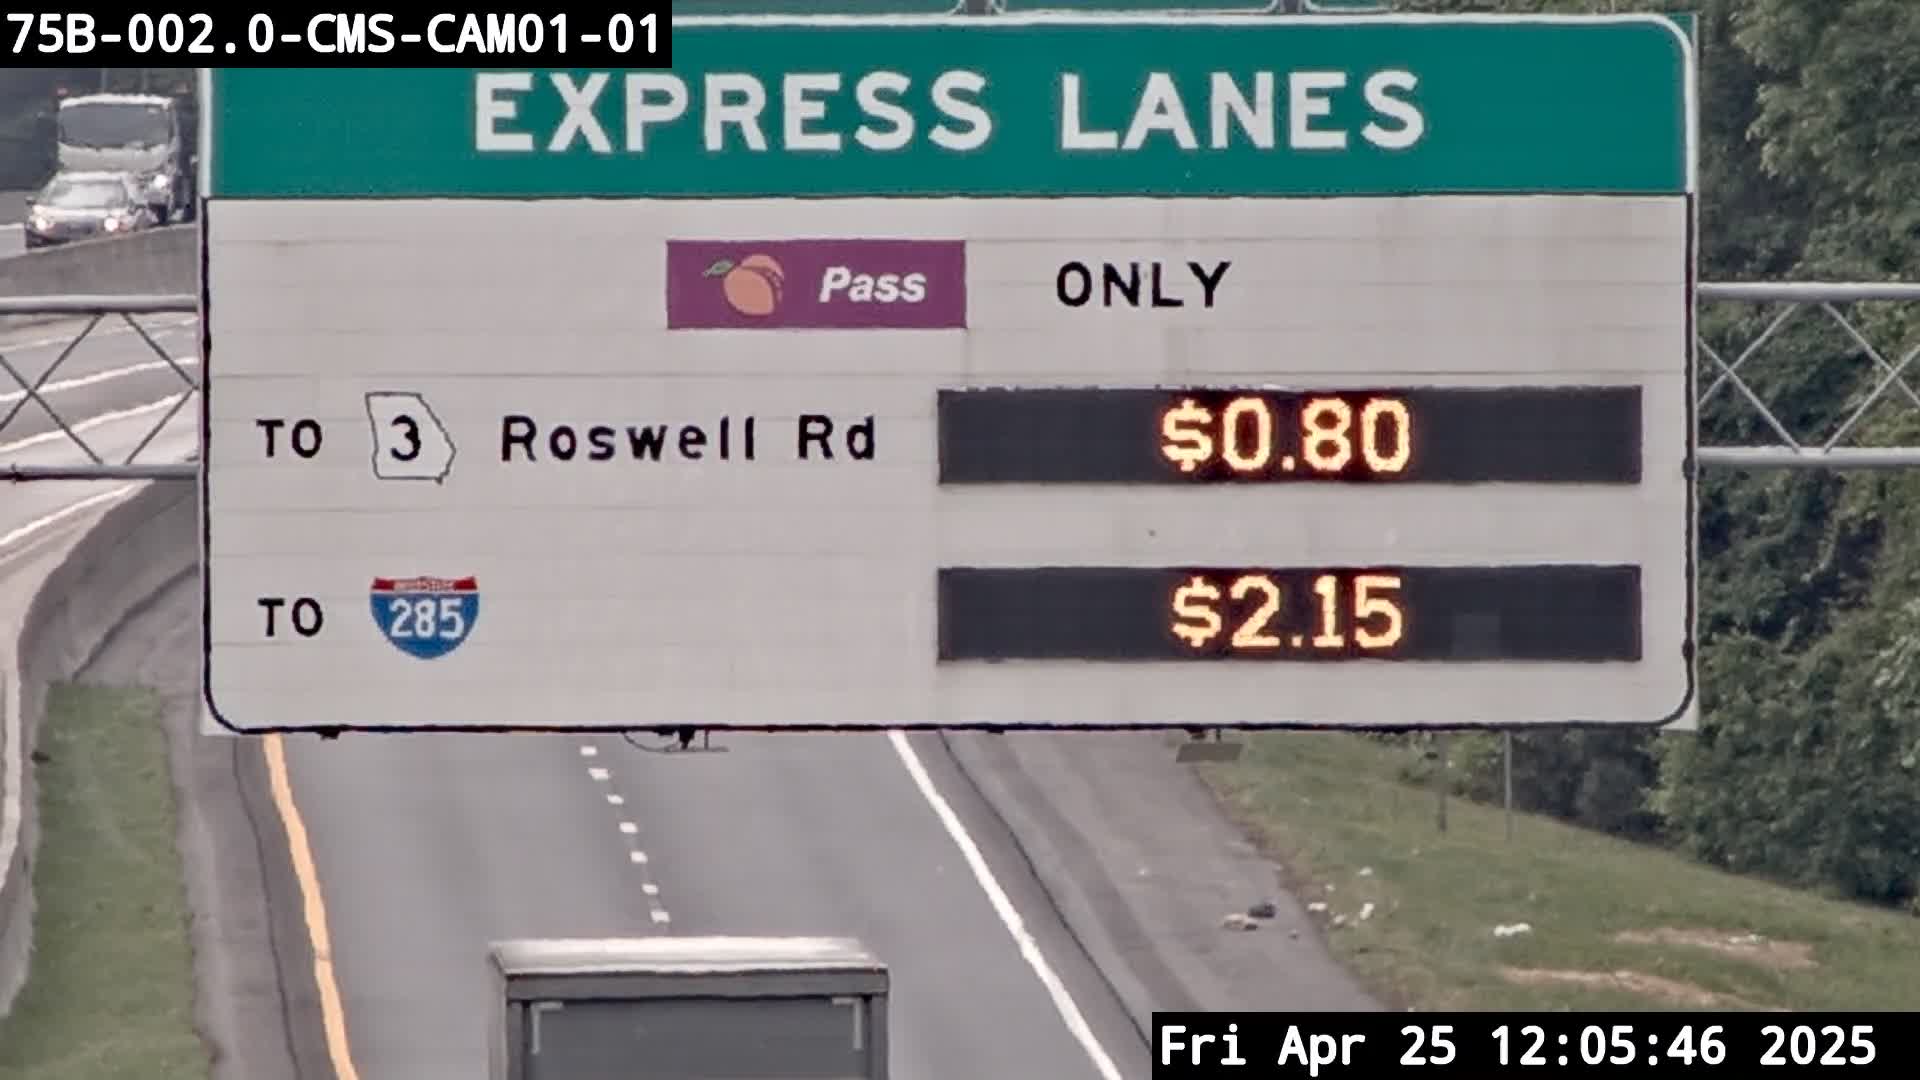 75B-002.0-CMS-CAM01-01
EXPRESS LANES
Pass ONLY
TO 3 Roswell Rd $0.80
INTERSTATE
TO 285 $2.15
Fri Apr 25 12:05:46 2025